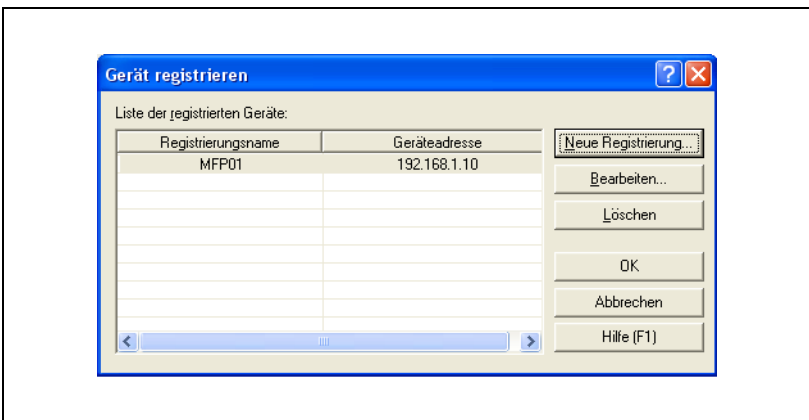 Gerät registrieren
Liste der registrierten Geräte:
Registrierungsname Geräteadresse
MFP01 192.168.1.10
Neue Registrierung...
Bearbeiten...
Löschen
OK
Abbrechen
Hilfe (F1)